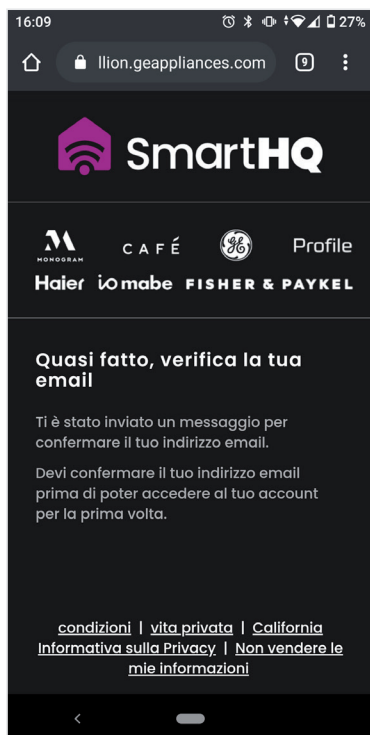 16:09 27%
llion.geappliances.com 9
SmartHQ
M CAFÉ GE Profile
MONOGRAM
Haier io mabe FISHER & PAYKEL
Quasi fatto, verifica la tua
email
Ti è stato inviato un messaggio per
confermare il tuo indirizzo email.
Devi confermare il tuo indirizzo email
prima di poter accedere al tuo account
per la prima volta.
condizioni | vita privata | California
Informativa sulla Privacy | Non vendere le
mie informazioni